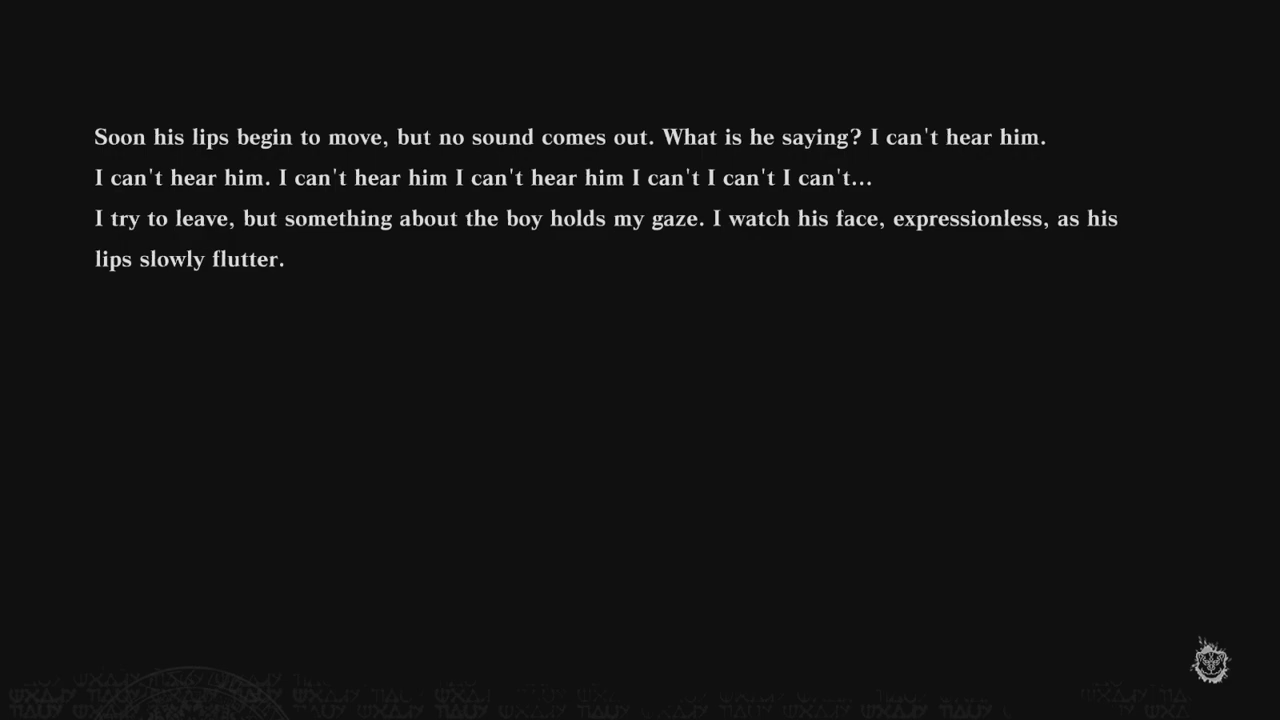 Soon his lips begin to move, but no sound comes out. What is he saying? I can't hear him.
I can't hear him. I can't hear him I can't hear him I can't I can't I can't...
I try to leave, but something about the boy holds my gaze. I watch his face, expressionless, as his
lips slowly flutter.